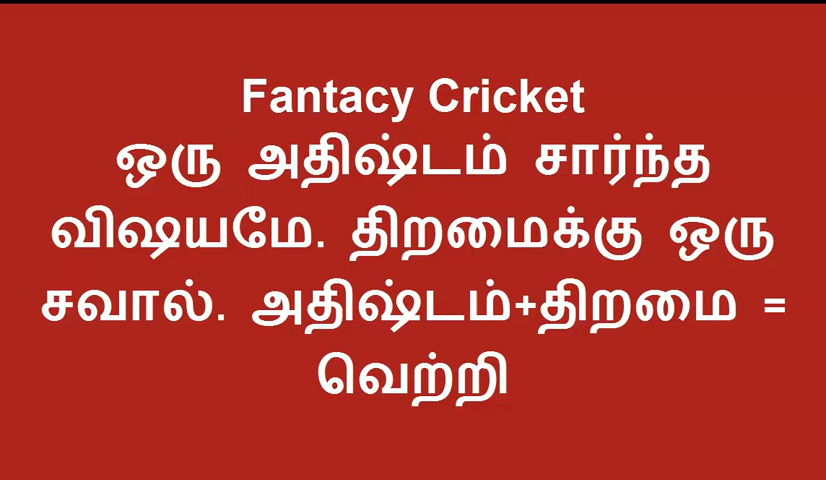 Fantacy Cricket
ஒரு அதிஷ்டம் சார்ந்த
விஷயமே. திறமைக்கு ஒரு
சவால். அதிஷ்டம்+திறமை =
வெற்றி